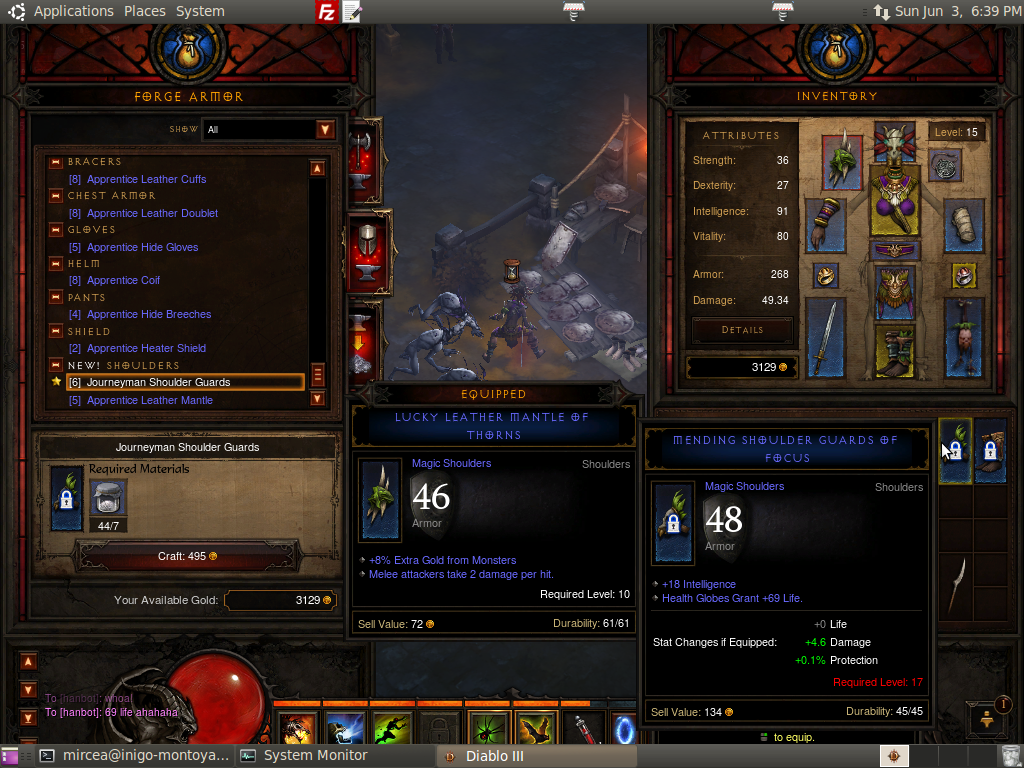 Applications Places System
Fz
Sun Jun 3, 6:39 PM
FORGE ARMOR
SHOW All
BRACERS
[8] Apprentice Leather Cuffs
CHEST ARMOR
[8] Apprentice Leather Doublet
GLOVES
[5] Apprentice Hide Gloves
HELM
[8] Apprentice Coif
PANTS
[4] Apprentice Hide Breeches
SHIELD
[2] Apprentice Heater Shield
NEW! SHOULDERS
[6] Journeyman Shoulder Guards
[5] Apprentice Leather Mantle
Journeyman Shoulder Guards
Required Materials
44/7
Craft: 495
Your Available Gold: 3129
INVENTORY
ATTRIBUTES
Level: 15
Strength: 36
Dexterity: 27
Intelligence: 91
Vitality: 80
Armor: 268
Damage: 49.34
DETAILS
3129
EQUIPPED
LUCKY LEATHER MANTLE OF
THORNS
Magic Shoulders Shoulders
46
Armor
+8% Extra Gold from Monsters
Melee attackers take 2 damage per hit.
Required Level: 10
Sell Value: 72 Durability: 61/61
MENDING SHOULDER GUARDS OF
FOCUS
Magic Shoulders Shoulders
48
Armor
+18 Intelligence
Health Globes Grant +69 Life.
+0 Life
Stat Changes if Equipped: +4.6 Damage
+0.1% Protection
Required Level: 17
Sell Value: 134 Durability: 45/45
to equip.
To [hanbot]: whoa!
To [hanbot]: 69 life ahahaha
mircea@inigo-montoya... System Monitor Diablo III